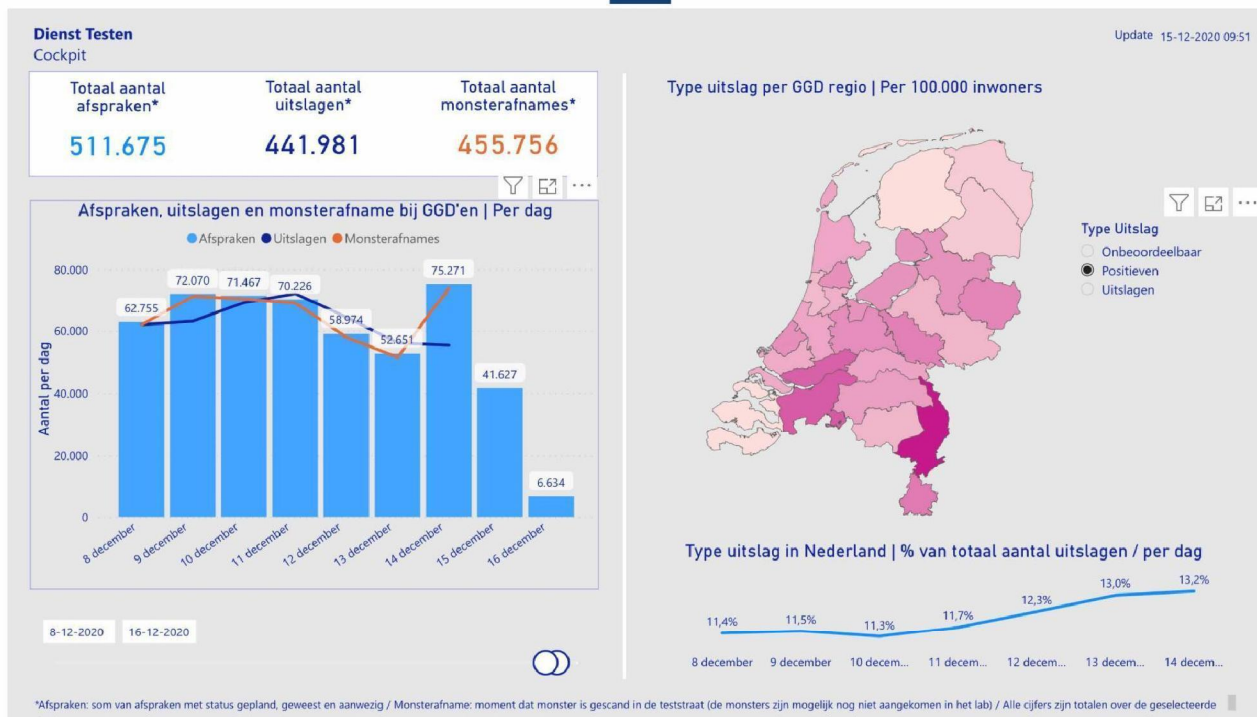 Dienst Testen
Cockpit
Update 15-12-2020 09:51
Totaal aantal
afspraken*
511.675
Totaal aantal
uitslagen*
441.981
Totaal aantal
monsterafnames*
455.756
Afspraken, uitslagen en monsterafname bij GGD'en | Per dag
Afspraken Uitslagen Monsterafnames
Aantal per dag
80.000
60.000
40.000
20.000
0
62.755
72.070
71.467
70.226
58.974
52.651
75.271
41.627
6.634
8 december
9 december
10 december
11 december
12 december
13 december
14 december
15 december
16 december
8-12-2020 16-12-2020
Type uitslag per GGD regio | Per 100.000 inwoners
Type Uitslag
Onbeoordeelbaar
Positieven
Uitslagen
Type uitslag in Nederland | % van totaal aantal uitslagen / per dag
11,4%
11,5%
11,3%
11,7%
12,3%
13,0%
13,2%
8 december 9 december 10 decem... 11 decem... 12 decem... 13 decem... 14 decem...
*Afspraken: som van afspraken met status gepland, geweest en aanwezig / Monsterafname: moment dat monster is gescand in de teststraat (de monsters zijn mogelijk nog niet aangekomen in het lab) / Alle cijfers zijn totalen over de geselecteerde